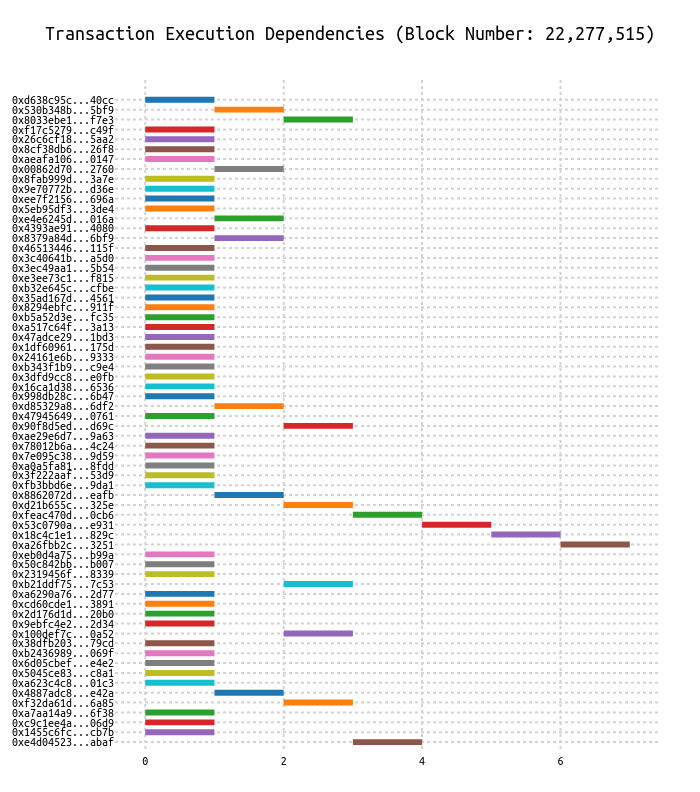 Transaction Execution Dependencies (Block Number: 22,277,515)
0xd638c95c...40cc
0x530b348b...5bf9
0x8033ebe1...f7e3
0xf17c5279...c49f
0x26c6cf18...5aa2
0x8cf38db6...26f8
0xaeafa106...0147
0x00862d70...2760
0x8fab999d...3a7e
0x9e70772b...d36e
0xee7f2156...696a
0x5eb95df3...3de4
0xe4e6245d...016a
0x4393ae91...4080
0x8379a84d...6bf9
0x46513446...115f
0x3c40641b...a5d0
0x3ec49aa1...5b54
0xe3ee73c1...f815
0xb32e645c...cfbe
0x35ad167d...4561
0x8294ebfc...911f
0xb5a52d3e...fc35
0xa517c64f...3a13
0x47adce29...1bd3
0x1df60961...175d
0x24161e6b...9333
0xb343f1b9...c9e4
0x3dfd9cc8...e0fb
0x16ca1d38...6536
0x998db28c...6b47
0xd85329a8...6df2
0x47945649...0761
0x90f8d5ed...d69c
0xae29e6d7...9a63
0x78012b6a...4c24
0x7e095c38...9d59
0xa0a5fa81...8fdd
0x3f222aaf...53d9
0xfb3bbd6e...9da1
0x8862072d...eafb
0xd21b655c...325e
0xfeac470d...0cb6
0x53c0790a...e931
0x18c4c1e1...829c
0xa26fbb2c...3251
0xeb0d4a75...b99a
0x50c842bb...b007
0x2319456f...8339
0xb21ddf75...7c53
0xa6290a76...2d77
0xcd60cde1...3891
0x2d176d1d...20b0
0x9ebfc4e2...2d34
0x100def7c...0a52
0x38dfb203...79cd
0xb2436989...069f
0x6d05cbef...e4e2
0x5045ce83...c8a1
0xa623c4c8...01c3
0x4887adc8...e42a
0xf32da61d...6a85
0xa7aa14a9...6f38
0xc9c1ee4a...06d9
0x1455c6fc...cb7b
0xe4d04523...abaf
0 2 4 6